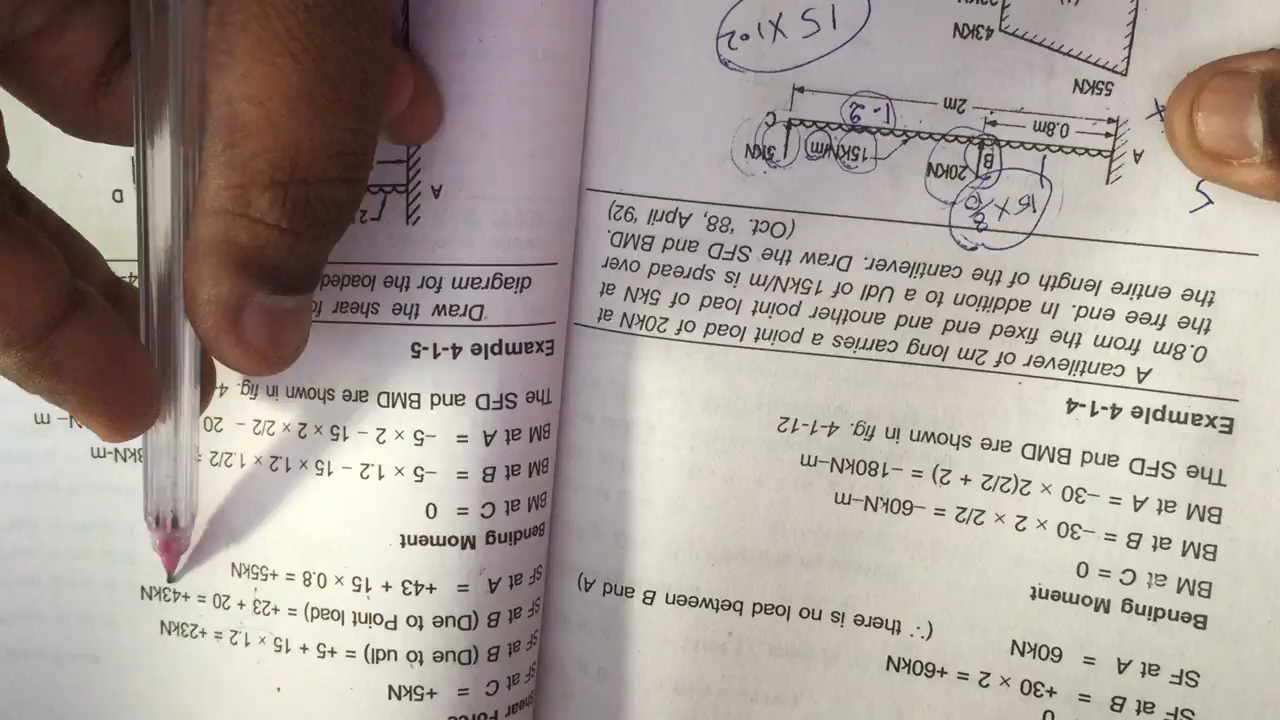 0
SF at B = +30 × 2 = +60kN
SF at A = 60kN
(∵ there is no load between B and A)
Bending Moment
BM at C = 0
BM at B = –30 × 2 × 2/2 = –60kN–m
BM at A = –30 × 2(2/2 + 2) = –180kN–m
The SFD and BMD are shown in fig. 4-1-12
Example 4-1-4
A cantilever of 2m long carries a point load of 20kN at
0.8m from the fixed end and another point load of 5kN at
the free end. In addition to a Udl of 15kN/m is spread over
the entire length of the cantilever. Draw the SFD and BMD.
(Oct. '88, April '92)
15 × 8/10
20KN
15KN/m
5KN
A
B
C
0.8m
1.2
2m
55KN
43KN
15 X 1.2
Shear Force
SF at C = +5kN
SF at B (Due to udl) = +5 + 15 × 1.2 = +23kN
SF at B (Due to Point load) = +23 + 20 = +43kN
SF at A = +43 + 15 × 0.8 = +55kN
Bending Moment
BM at C = 0
BM at B = –5 × 1.2 – 15 × 1.2 × 1.2/2
BM at A = –5 × 2 – 15 × 2 × 2/2 – 20
The SFD and BMD are shown in fig.
Example 4-1-5
Draw the shear
diagram for the loaded
A
D